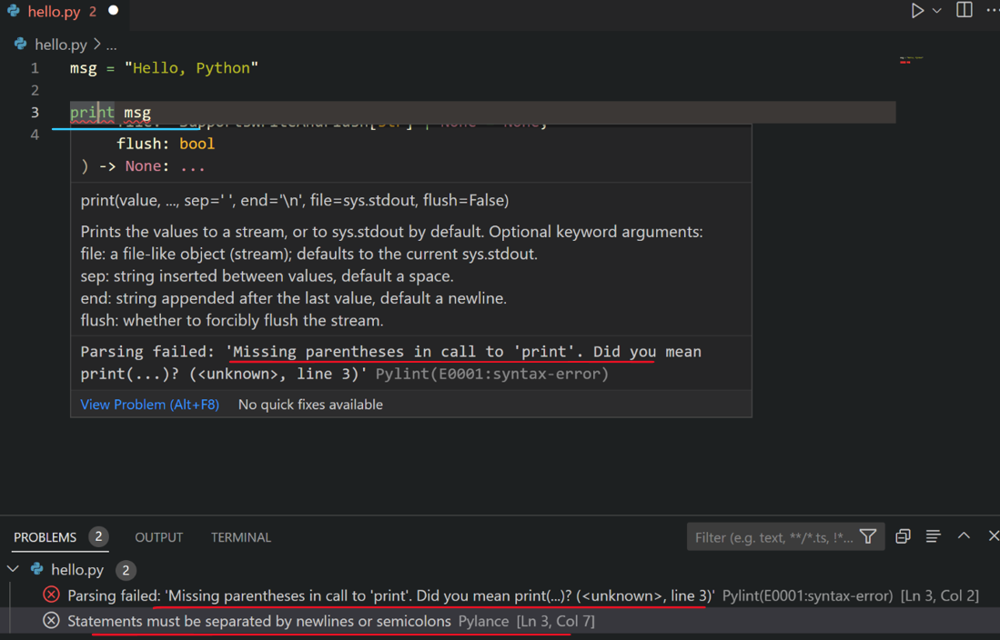 hello.py 2
hello.py > ...
1 msg = "Hello, Python"
2
3 print msg
4
file: SupportsWriteAndFlush[str] | None = None,
flush: bool
) -> None: ...
print(value, ..., sep=' ', end='\n', file=sys.stdout, flush=False)
Prints the values to a stream, or to sys.stdout by default. Optional keyword arguments:
file: a file-like object (stream); defaults to the current sys.stdout.
sep: string inserted between values, default a space.
end: string appended after the last value, default a newline.
flush: whether to forcibly flush the stream.
Parsing failed: 'Missing parentheses in call to 'print'. Did you mean
print(...)? (<unknown>, line 3)' Pylint(E0001:syntax-error)
View Problem (Alt+F8) No quick fixes available
PROBLEMS 2 OUTPUT TERMINAL Filter (e.g. text, **/*.ts, !*...
hello.py 2
Parsing failed: 'Missing parentheses in call to 'print'. Did you mean print(...)? (<unknown>, line 3)' Pylint(E0001:syntax-error) [Ln 3, Col 2]
Statements must be separated by newlines or semicolons Pylance [Ln 3, Col 7]